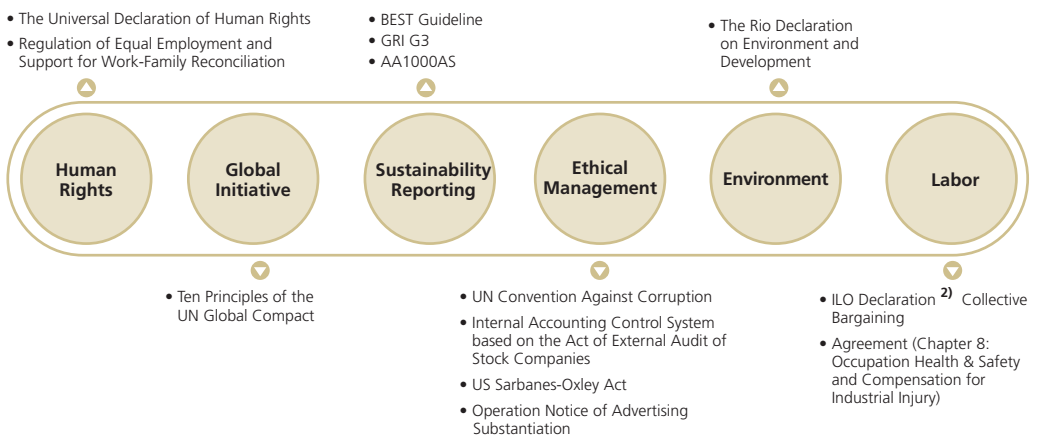 • The Universal Declaration of Human Rights
• Regulation of Equal Employment and
Support for Work-Family Reconciliation
• BEST Guideline
• GRI G3
• AA1000AS
• The Rio Declaration
on Environment and
Development
Human
Rights
Global
Initiative
Sustainability
Reporting
Ethical
Management
Environment
Labor
• Ten Principles of the
UN Global Compact
• UN Convention Against Corruption
• Internal Accounting Control System
based on the Act of External Audit of
Stock Companies
• US Sarbanes-Oxley Act
• Operation Notice of Advertising
Substantiation
• ILO Declaration 2) Collective
Bargaining
• Agreement (Chapter 8:
Occupation Health & Safety
and Compensation for
Industrial Injury)